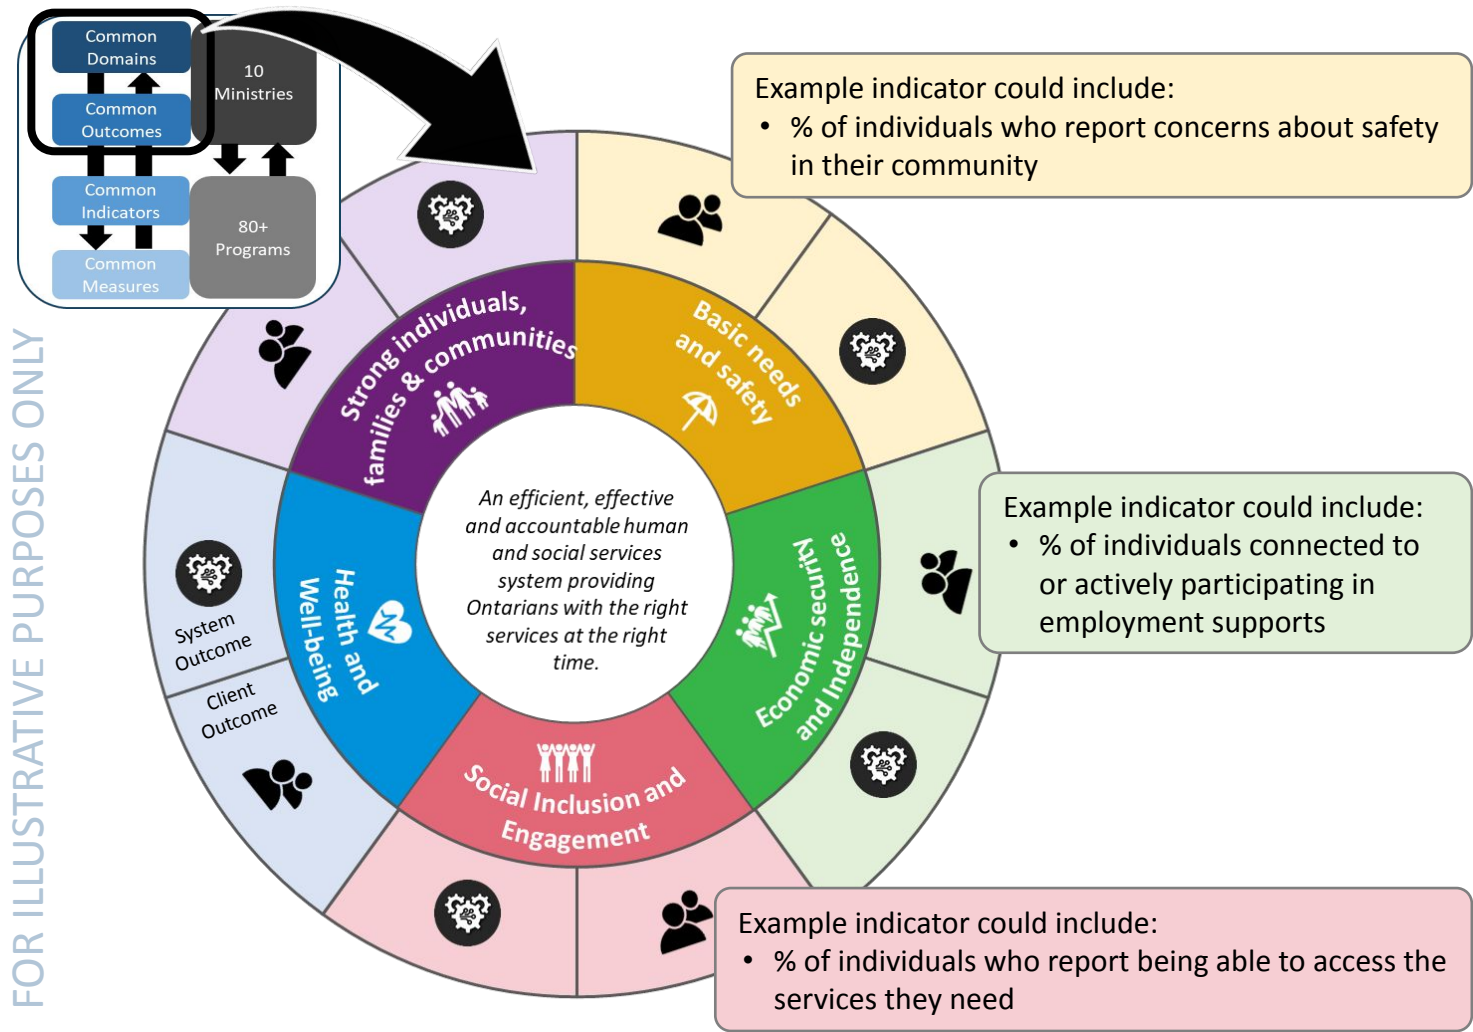 Common
Domains
Common
Outcomes
Common
Indicators
Common
Measures
10
Ministries
80+
Programs
FOR ILLUSTRATIVE PURPOSES ONLY
Example indicator could include:
• % of individuals who report concerns about safety
in their community
Strong individuals,
families & communities
Basic needs
and safety
An efficient, effective
and accountable human
and social services
system providing
Ontarians with the right
services at the right
time.
Example indicator could include:
• % of individuals connected to
or actively participating in
employment supports
Economic security
and Independence
Health and
Well-being
System
Outcome
Client
Outcome
Social Inclusion and
Engagement
Example indicator could include:
• % of individuals who report being able to access the
services they need